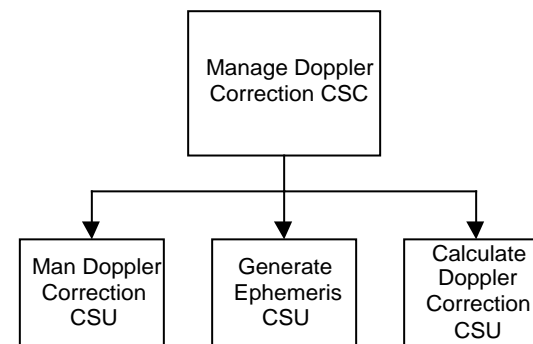 Manage Doppler
Correction CSC
Man Doppler
Correction
CSU
Generate
Ephemeris
CSU
Calculate
Doppler
Correction
CSU